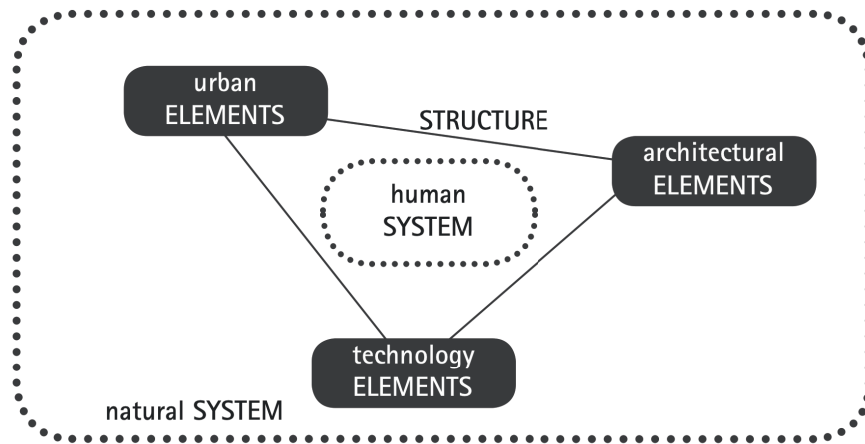 urban
ELEMENTS
STRUCTURE
architectural
ELEMENTS
human
SYSTEM
technology
ELEMENTS
natural SYSTEM